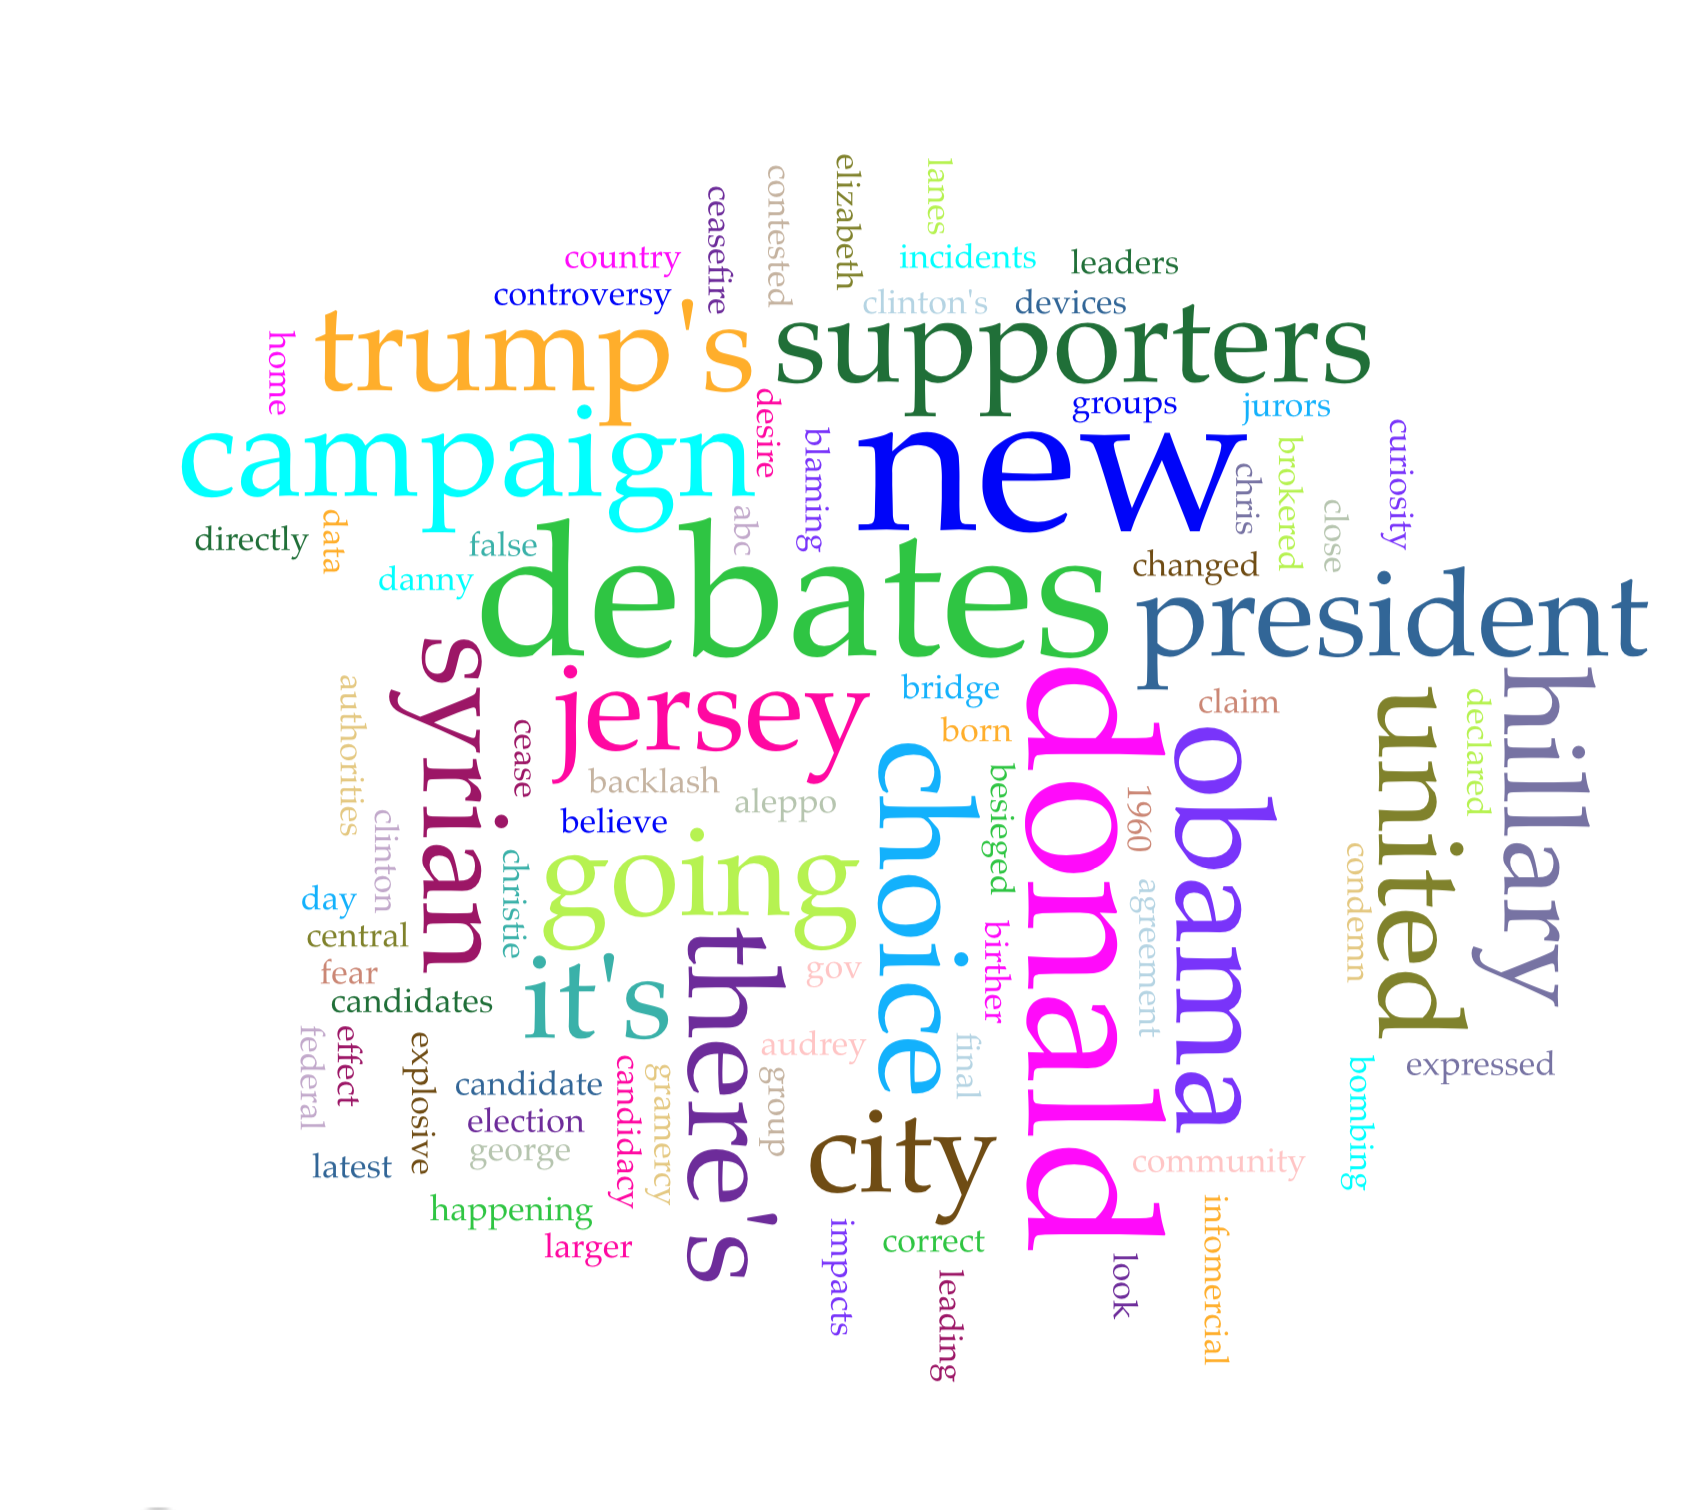 elizabeth
lanes
contested
ceasefire
country
incidents
leaders
controversy
clinton's
devices
trump's
supporters
home
desire
groups
jurors
campaign
new
blaming
chris
brokered
curiosity
directly
data
false
abc
close
danny
debates
changed
president
syrian
jersey
bridge
donald
claim
hillary
united
declared
authorities
cease
born
obama
backlash
aleppo
choice
besieged
1960
clinton
believe
christie
going
agreement
condemn
day
central
there's
birther
fear
it's
gov
candidates
federal
effect
explosive
audrey
final
expressed
candidate
candidacy
gramercy
group
bombing
election
george
city
community
latest
happening
larger
impacts
correct
look
infomercial
leading